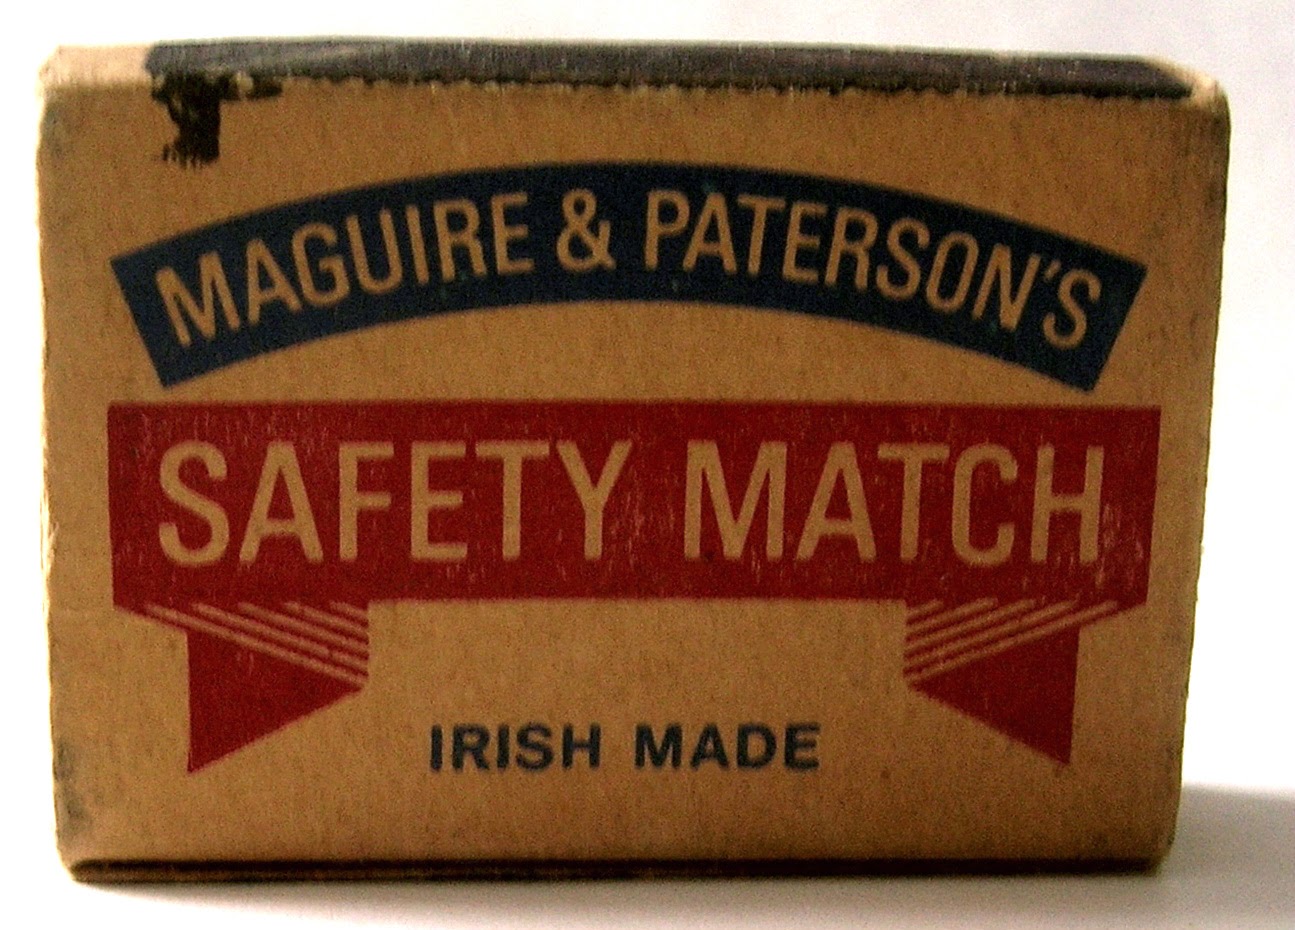 MAGUIRE & PATERSON'S
SAFETY MATCH
IRISH MADE